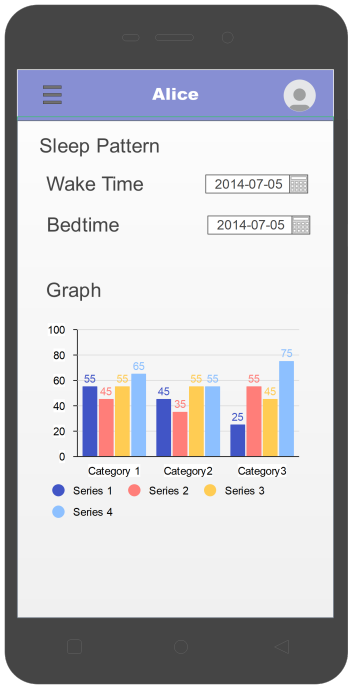 Alice
Sleep Pattern
Wake Time 2014-07-05
Bedtime 2014-07-05
Graph
100
80
60
40
20
0
55 45 55 65
45 35 55 55
25 55 45 75
Category 1 Category2 Category3
Series 1 Series 2 Series 3
Series 4